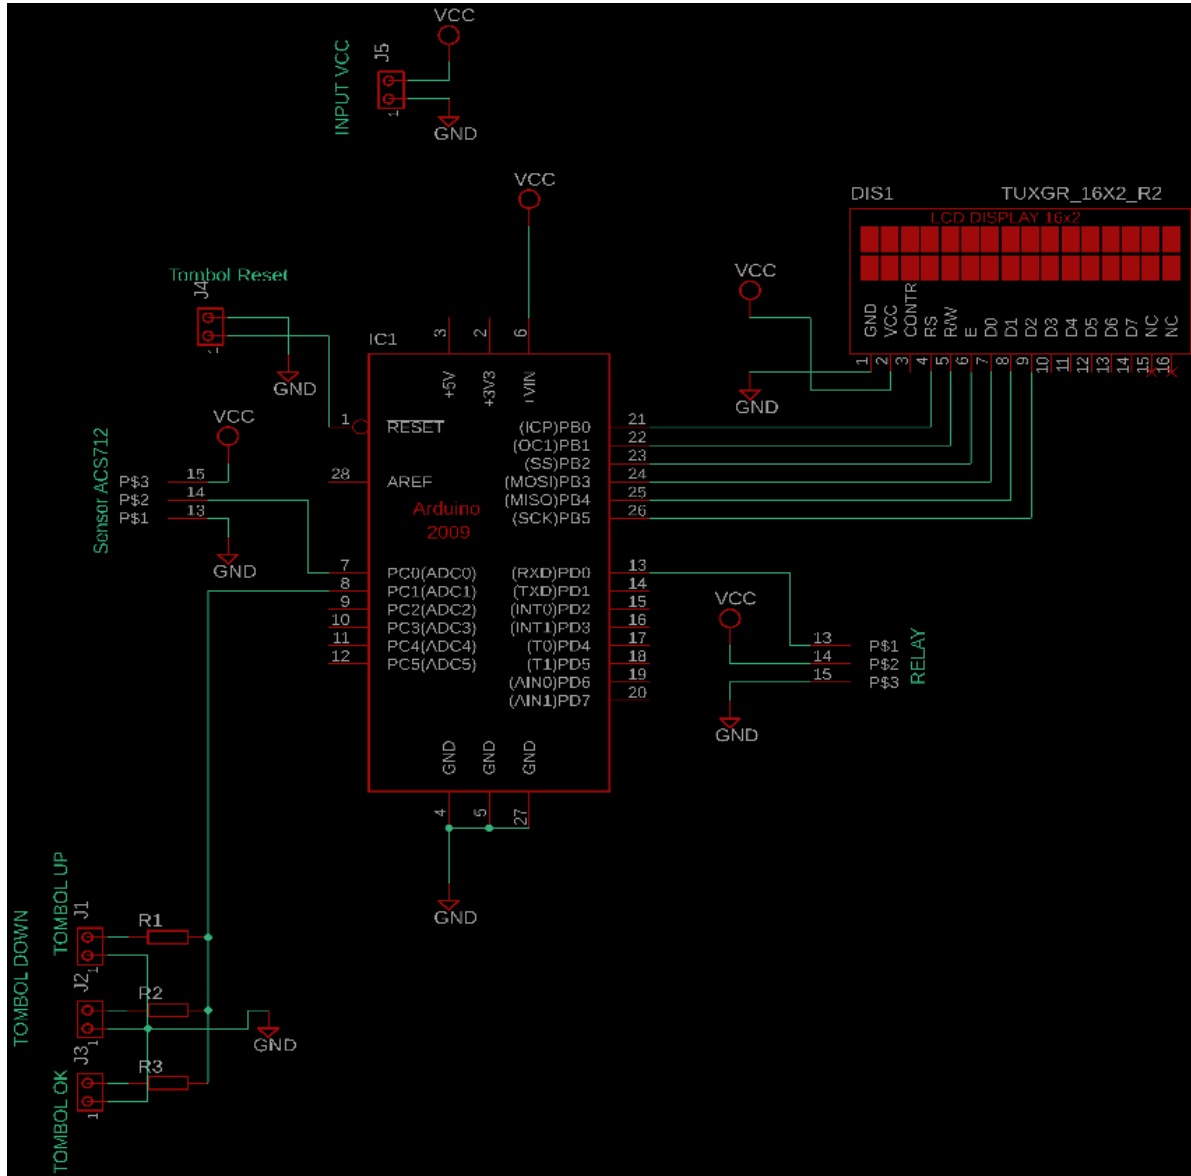 VCC
J5
INPUT VCC
1
GND
VCC
DIS1 TUXGR_16X2_R2
LCD DISPLAY 16x2
GND VCC CONTR RS R/W E D0 D1 D2 D3 D4 D5 D6 D7 NC NC
1 2 3 4 5 6 7 8 9 10 11 12 13 14 15 16
VCC
GND
Tombol Reset
J4
1
GND
IC1
3 2 6
+5V +3V3 +VIN
1 RESET
28 AREF
Arduino
2009
(ICP)PB0 21
(OC1)PB1 22
(SS)PB2 23
(MOSI)PB3 24
(MISO)PB4 25
(SCK)PB5 26
VCC
Sensor ACS712
P$3 15
P$2 14
P$1 13
GND
7 PC0(ADC0)
8 PC1(ADC1)
9 PC2(ADC2)
10 PC3(ADC3)
11 PC4(ADC4)
12 PC5(ADC5)
(RXD)PD0 13
(TXD)PD1 14
(INT0)PD2 15
(INT1)PD3 16
(T0)PD4 17
(T1)PD5 18
(AIN0)PD6 19
(AIN1)PD7 20
VCC
13 P$1
14 P$2
15 P$3
RELAY
GND
GND GND GND
4 5 27
GND
TOMBOL UP
J1
1
R1
TOMBOL DOWN
J2
1
R2
GND
TOMBOL OK
J3
1
R3